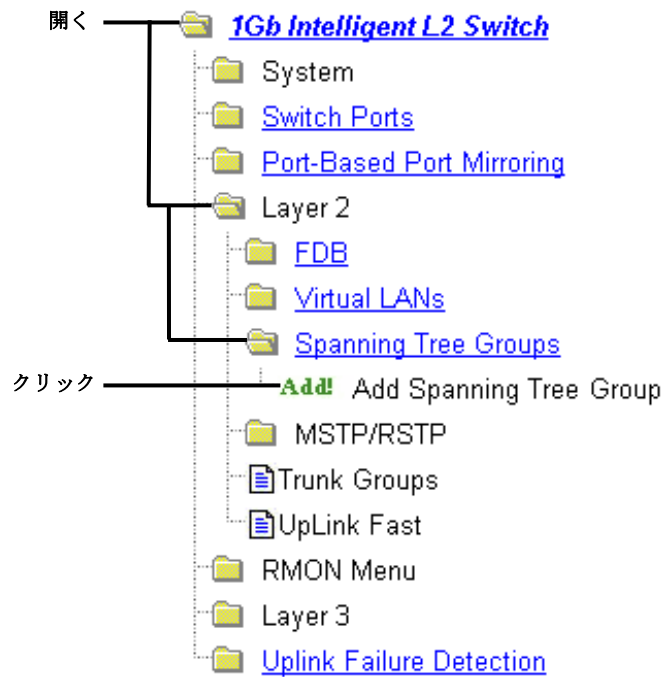 開く
1Gb Intelligent L2 Switch
System
Switch Ports
Port-Based Port Mirroring
Layer 2
FDB
Virtual LANs
Spanning Tree Groups
クリック
Add! Add Spanning Tree Group
MSTP/RSTP
Trunk Groups
UpLink Fast
RMON Menu
Layer 3
Uplink Failure Detection